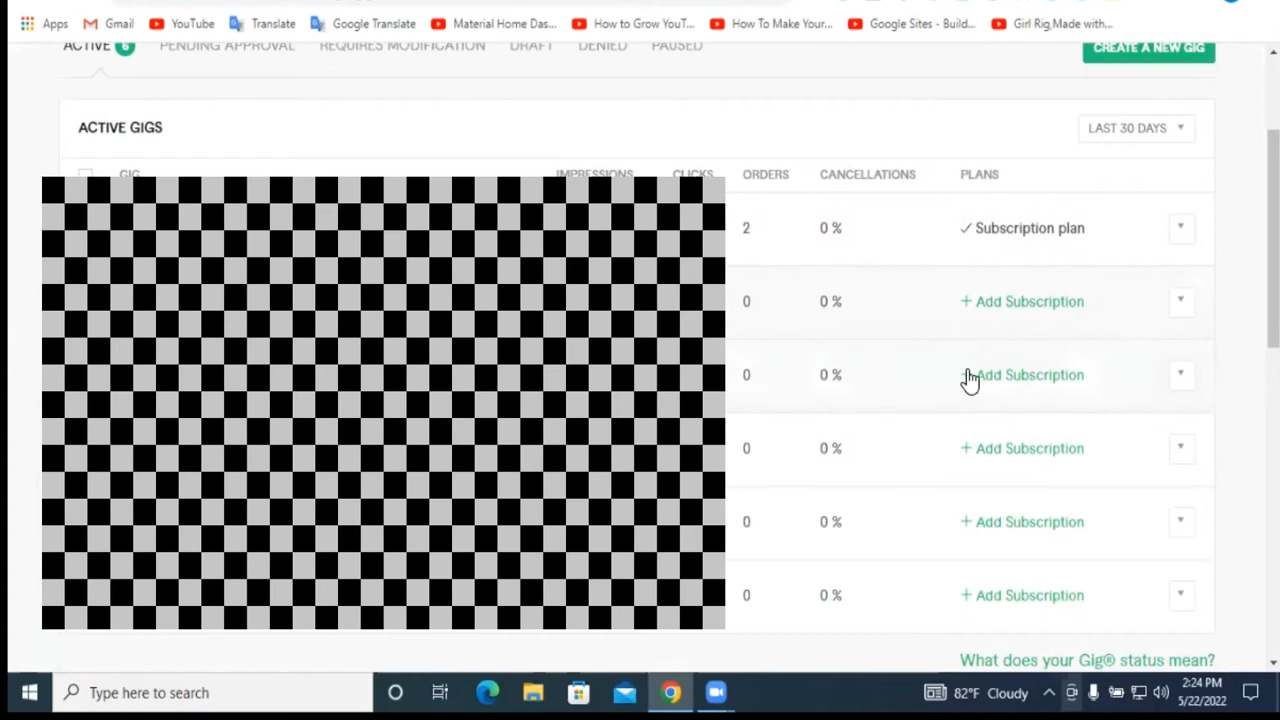 Apps Gmail YouTube Translate Google Translate Material Home Das... How to Grow YouT... How To Make Your... Google Sites - Build... Girl Rig,Made with...
ACTIVE 6 PENDING APPROVAL REQUIRES MODIFICATION DRAFT DENIED PAUSED CREATE A NEW GIG
ACTIVE GIGS LAST 30 DAYS
GIG IMPRESSIONS CLICKS ORDERS CANCELLATIONS PLANS
2 0 % Subscription plan
0 0 % + Add Subscription
0 0 % Add Subscription
0 0 % + Add Subscription
0 0 % + Add Subscription
0 0 % + Add Subscription
What does your Gig® status mean?
Type here to search 82°F Cloudy 2:24 PM
5/22/2022